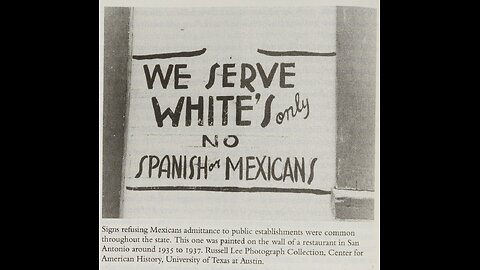 WE SERVE
WHITE'S only
NO
SPANISH or MEXICANS
Signs refusing Mexicans admittance to public establishments were common
throughout the state. This one was painted on the wall of a restaurant in San
Antonio around 1935 to 1937. Russell Lee Photograph Collection, Center for
American History, University of Texas at Austin.